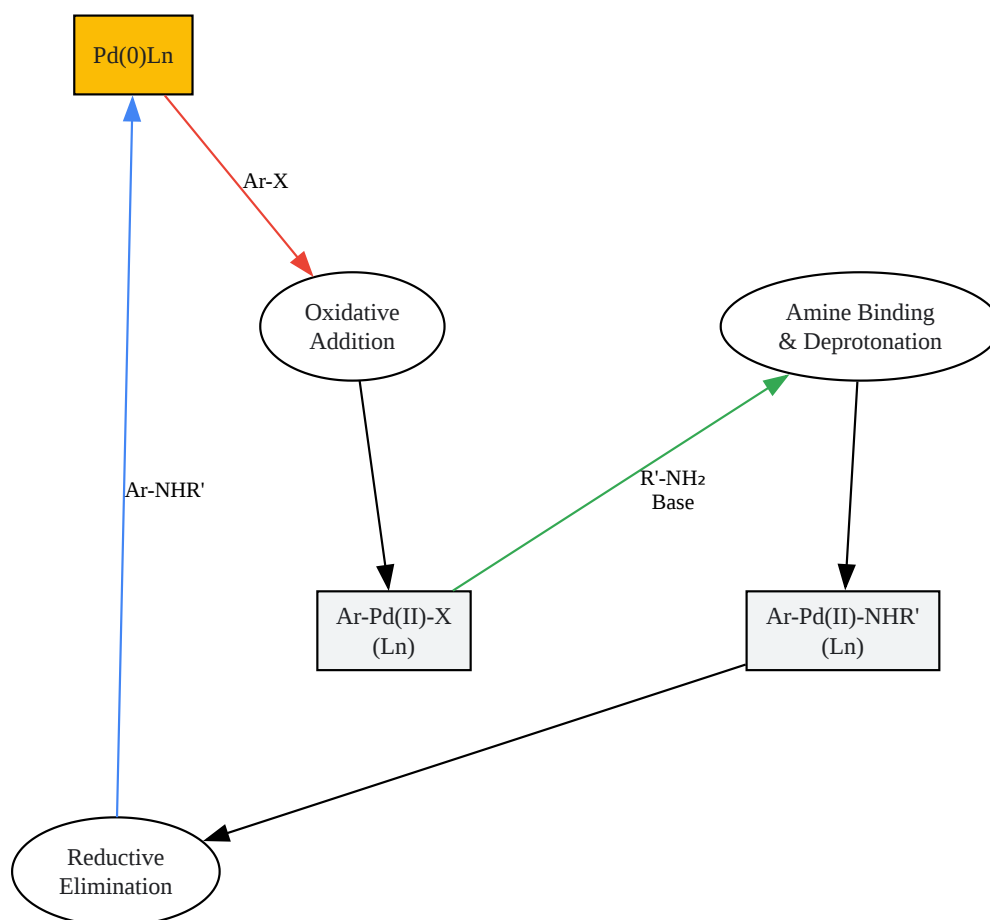 Pd(0)Ln
Ar-X
Oxidative
Addition
Amine Binding
& Deprotonation
R'-NH₂
Base
Ar-NHR'
Ar-Pd(II)-X
(Ln)
Ar-Pd(II)-NHR'
(Ln)
Reductive
Elimination